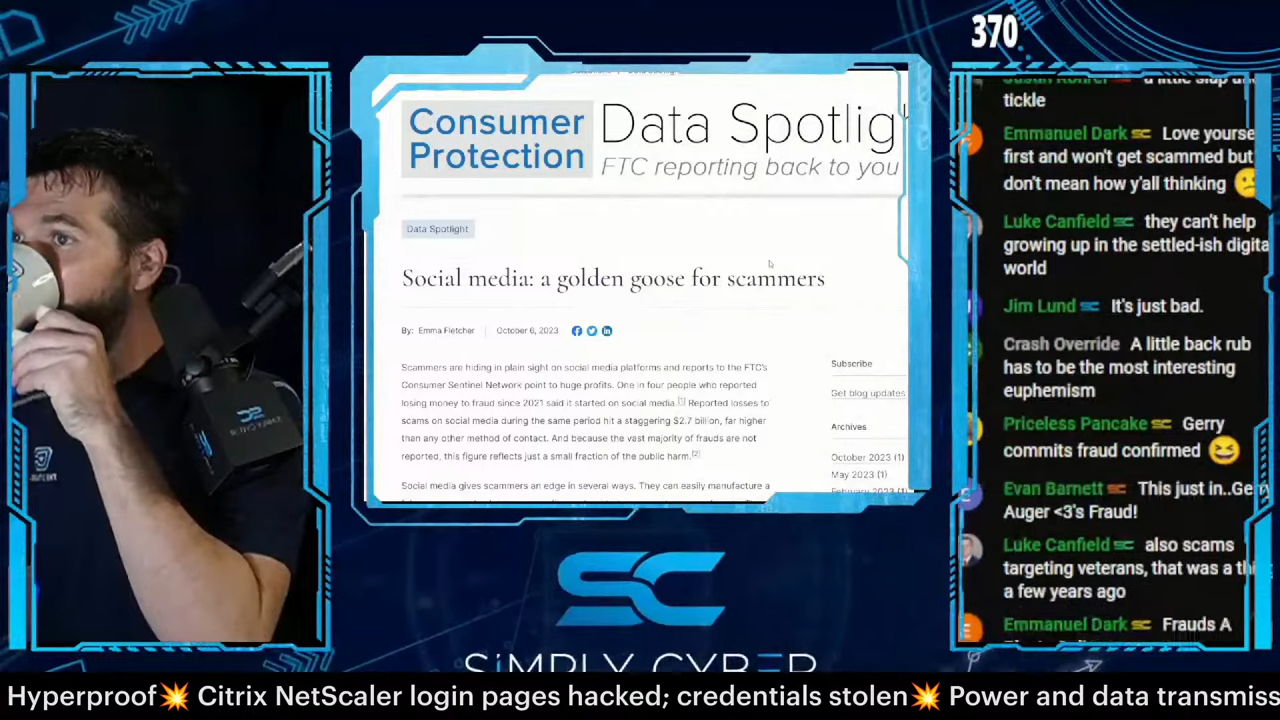 370
tickle
Emmanuel Dark Love yourse
first and won't get scammed but
don't mean how y'all thinking
Luke Canfield they can't help
growing up in the settled-ish digita
world
Jim Lund It's just bad.
Crash Override A little back rub
has to be the most interesting
euphemism
Priceless Pancake Gerry
commits fraud confirmed
Evan Barnett This just in..Ge
Auger <3's Fraud!
Luke Canfield also scams
targeting veterans, that was a thi
a few years ago
Emmanuel Dark Frauds A
Consumer
Protection
Data Spotlig
FTC reporting back to you
Data Spotlight
Social media: a golden goose for scammers
By: Emma Fletcher October 6, 2023
Scammers are hiding in plain sight on social media platforms and reports to the FTC's
Consumer Sentinel Network point to huge profits. One in four people who reported
losing money to fraud since 2021 said it started on social media.[1] Reported losses to
scams on social media during the same period hit a staggering $2.7 billion, far higher
than any other method of contact. And because the vast majority of frauds are not
reported, this figure reflects just a small fraction of the public harm.[2]
Social media gives scammers an edge in several ways. They can easily manufacture a
Subscribe
Get blog updates
Archives
October 2023 (1)
May 2023 (1)
February 2023 (1)
SC
SIMPLY CYBER
Hyperproof💥 Citrix NetScaler login pages hacked; credentials stolen💥 Power and data transmiss